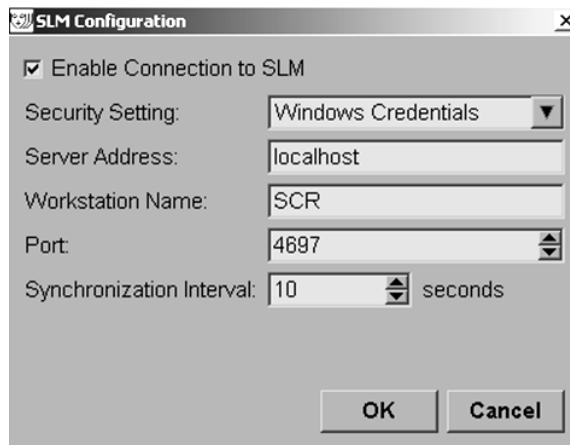 SLM Configuration
Enable Connection to SLM
Security Setting: Windows Credentials
Server Address: localhost
Workstation Name: SCR
Port: 4697
Synchronization Interval: 10 seconds
OK Cancel